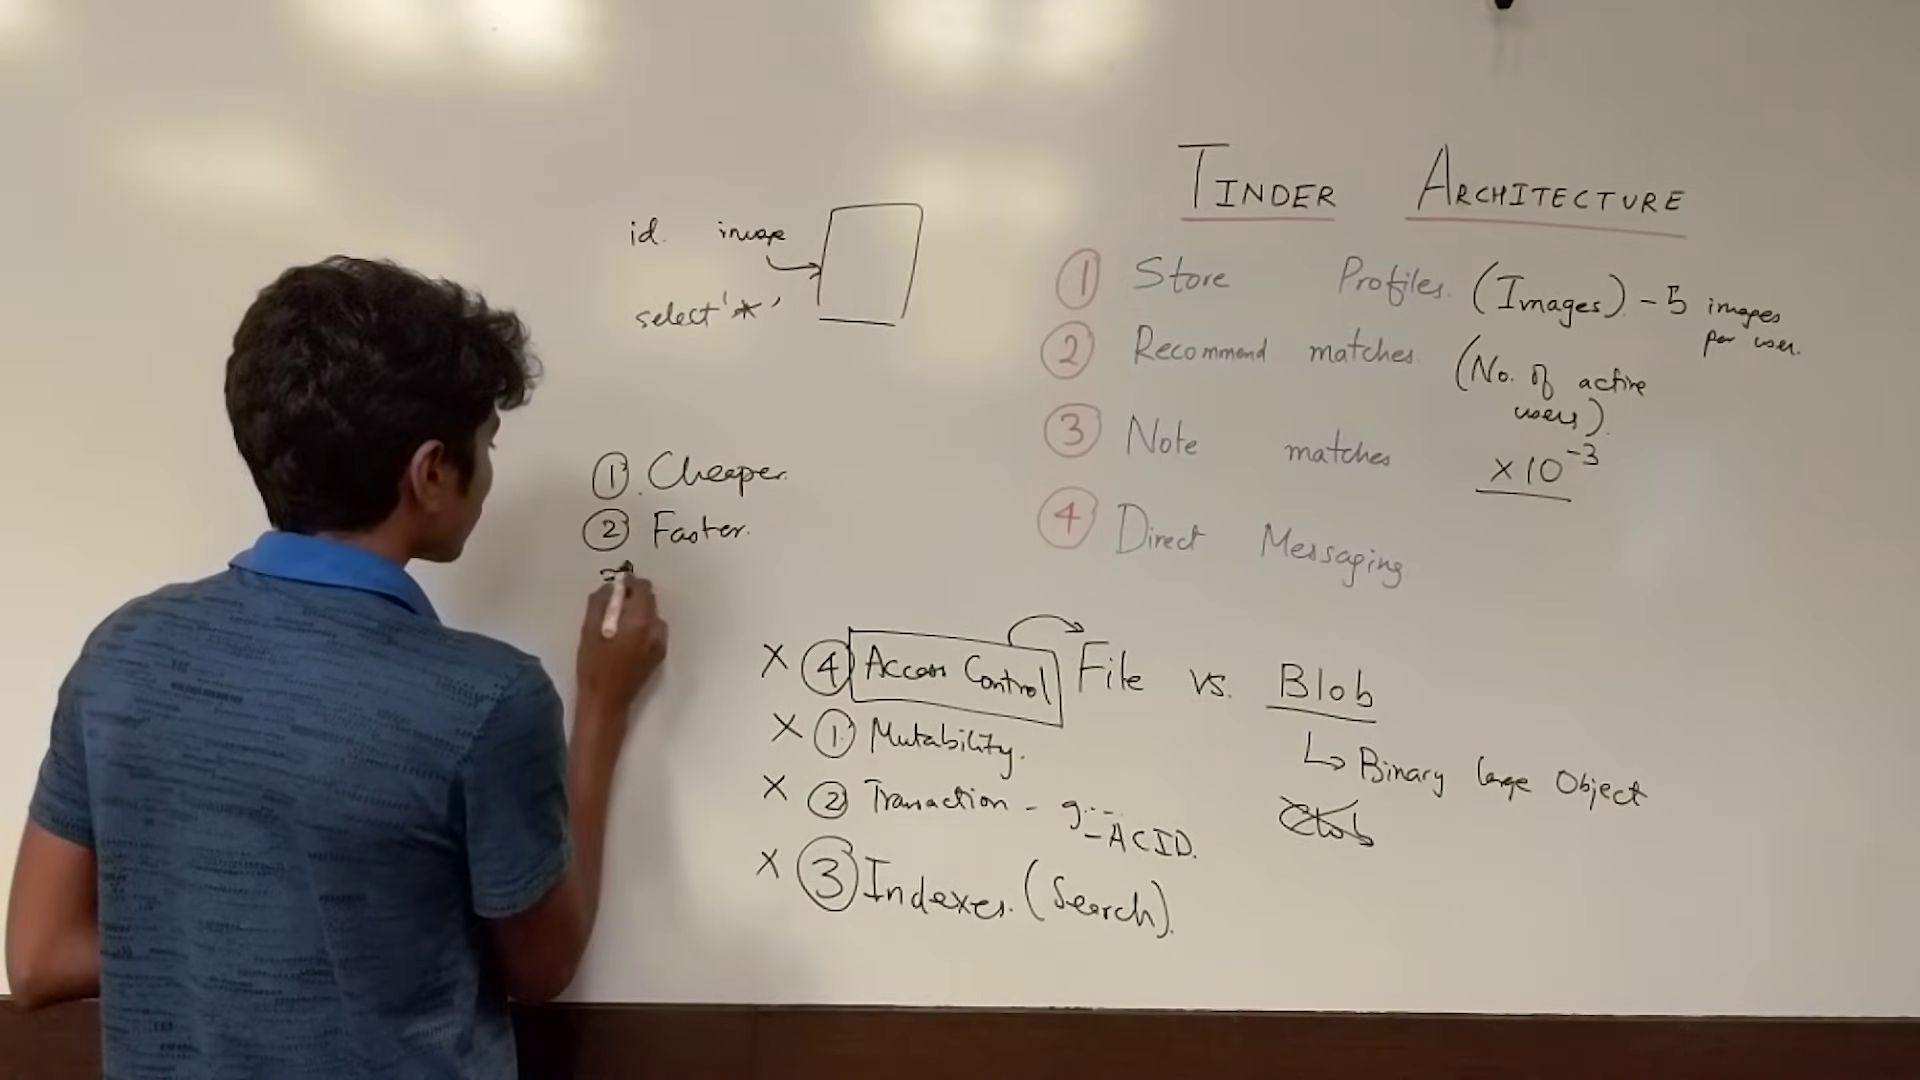 TINDER ARCHITECTURE
① Store Profiles. (Images). - 5 images per user.
② Recommend matches. (No. of active users).
③ Note matches ×10⁻³
④ Direct Messaging
id. image
select '*'
① Cheaper.
② Faster.
X ④ Access Control File vs. Blob
X ① Mutability.
↳ Binary large Object
X ② Transaction - g...
- ACID.
X ③ Indexes. (Search).